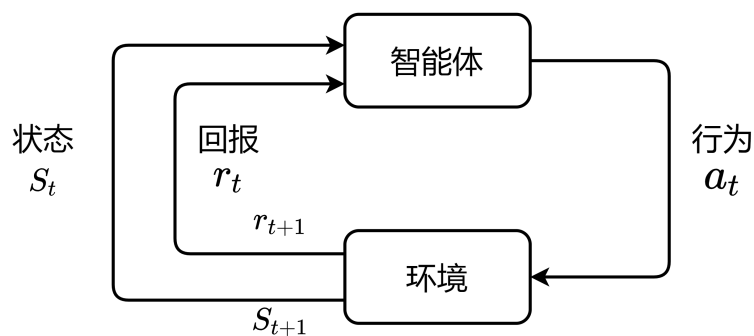 智能体
状态
S_t
回报
r_t
行为
a_t
r_{t+1}
环境
S_{t+1}